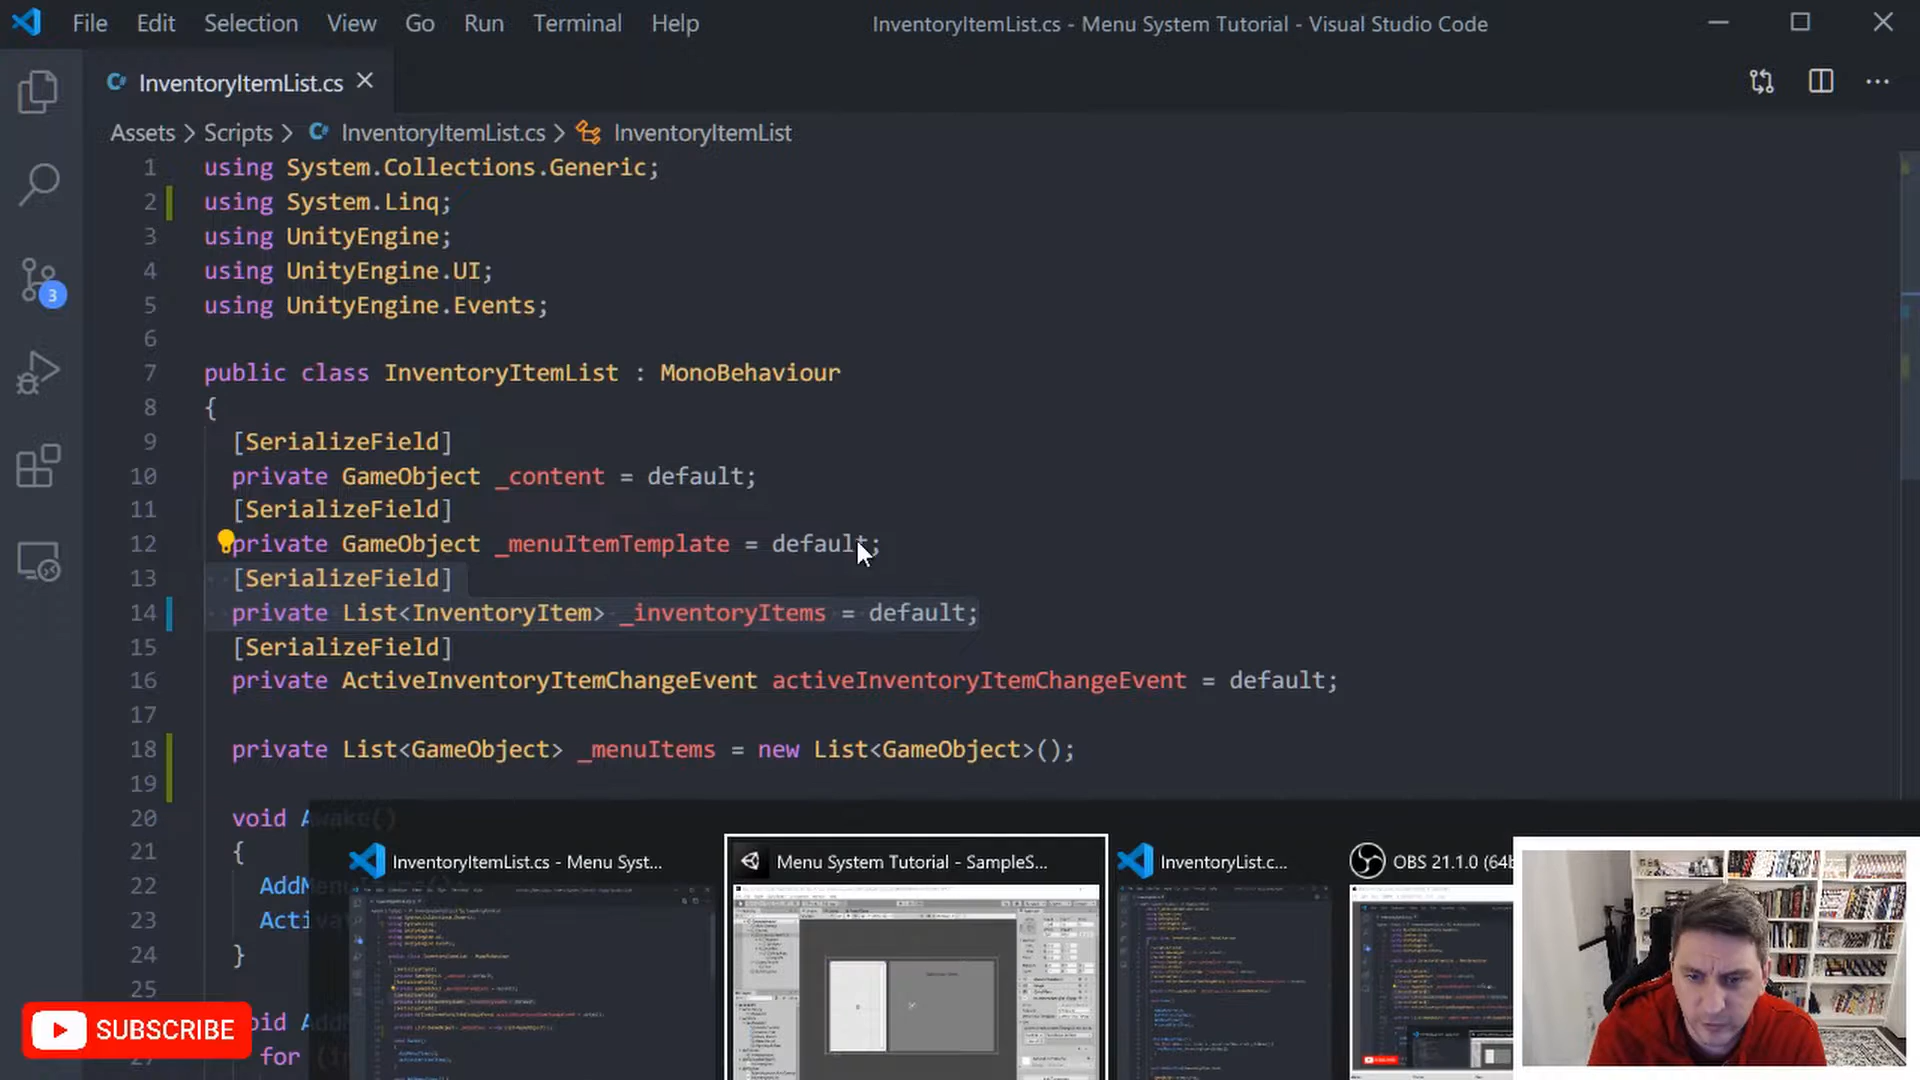 File Edit Selection View Go Run Terminal Help
InventoryItemList.cs - Menu System Tutorial - Visual Studio Code
InventoryItemList.cs
Assets > Scripts > InventoryItemList.cs > InventoryItemList
1 using System.Collections.Generic;
2 using System.Linq;
3 using UnityEngine;
4 using UnityEngine.UI;
5 using UnityEngine.Events;
6
7 public class InventoryItemList : MonoBehaviour
8 {
9 [SerializeField]
10 private GameObject _content = default;
11 [SerializeField]
12 private GameObject _menuItemTemplate = default;
13 [SerializeField]
14 private List<InventoryItem> _inventoryItems = default;
15 [SerializeField]
16 private ActiveInventoryItemChangeEvent activeInventoryItemChangeEvent = default;
17
18 private List<GameObject> _menuItems = new List<GameObject>();
19
20 void Awake()
21 {
22 AddMenu
23 Activ
24 }
25
for (i
3
InventoryItemList.cs - Menu Syst...
Menu System Tutorial - SampleS...
InventoryList.c...
OBS 21.1.0 (64b
SUBSCRIBE